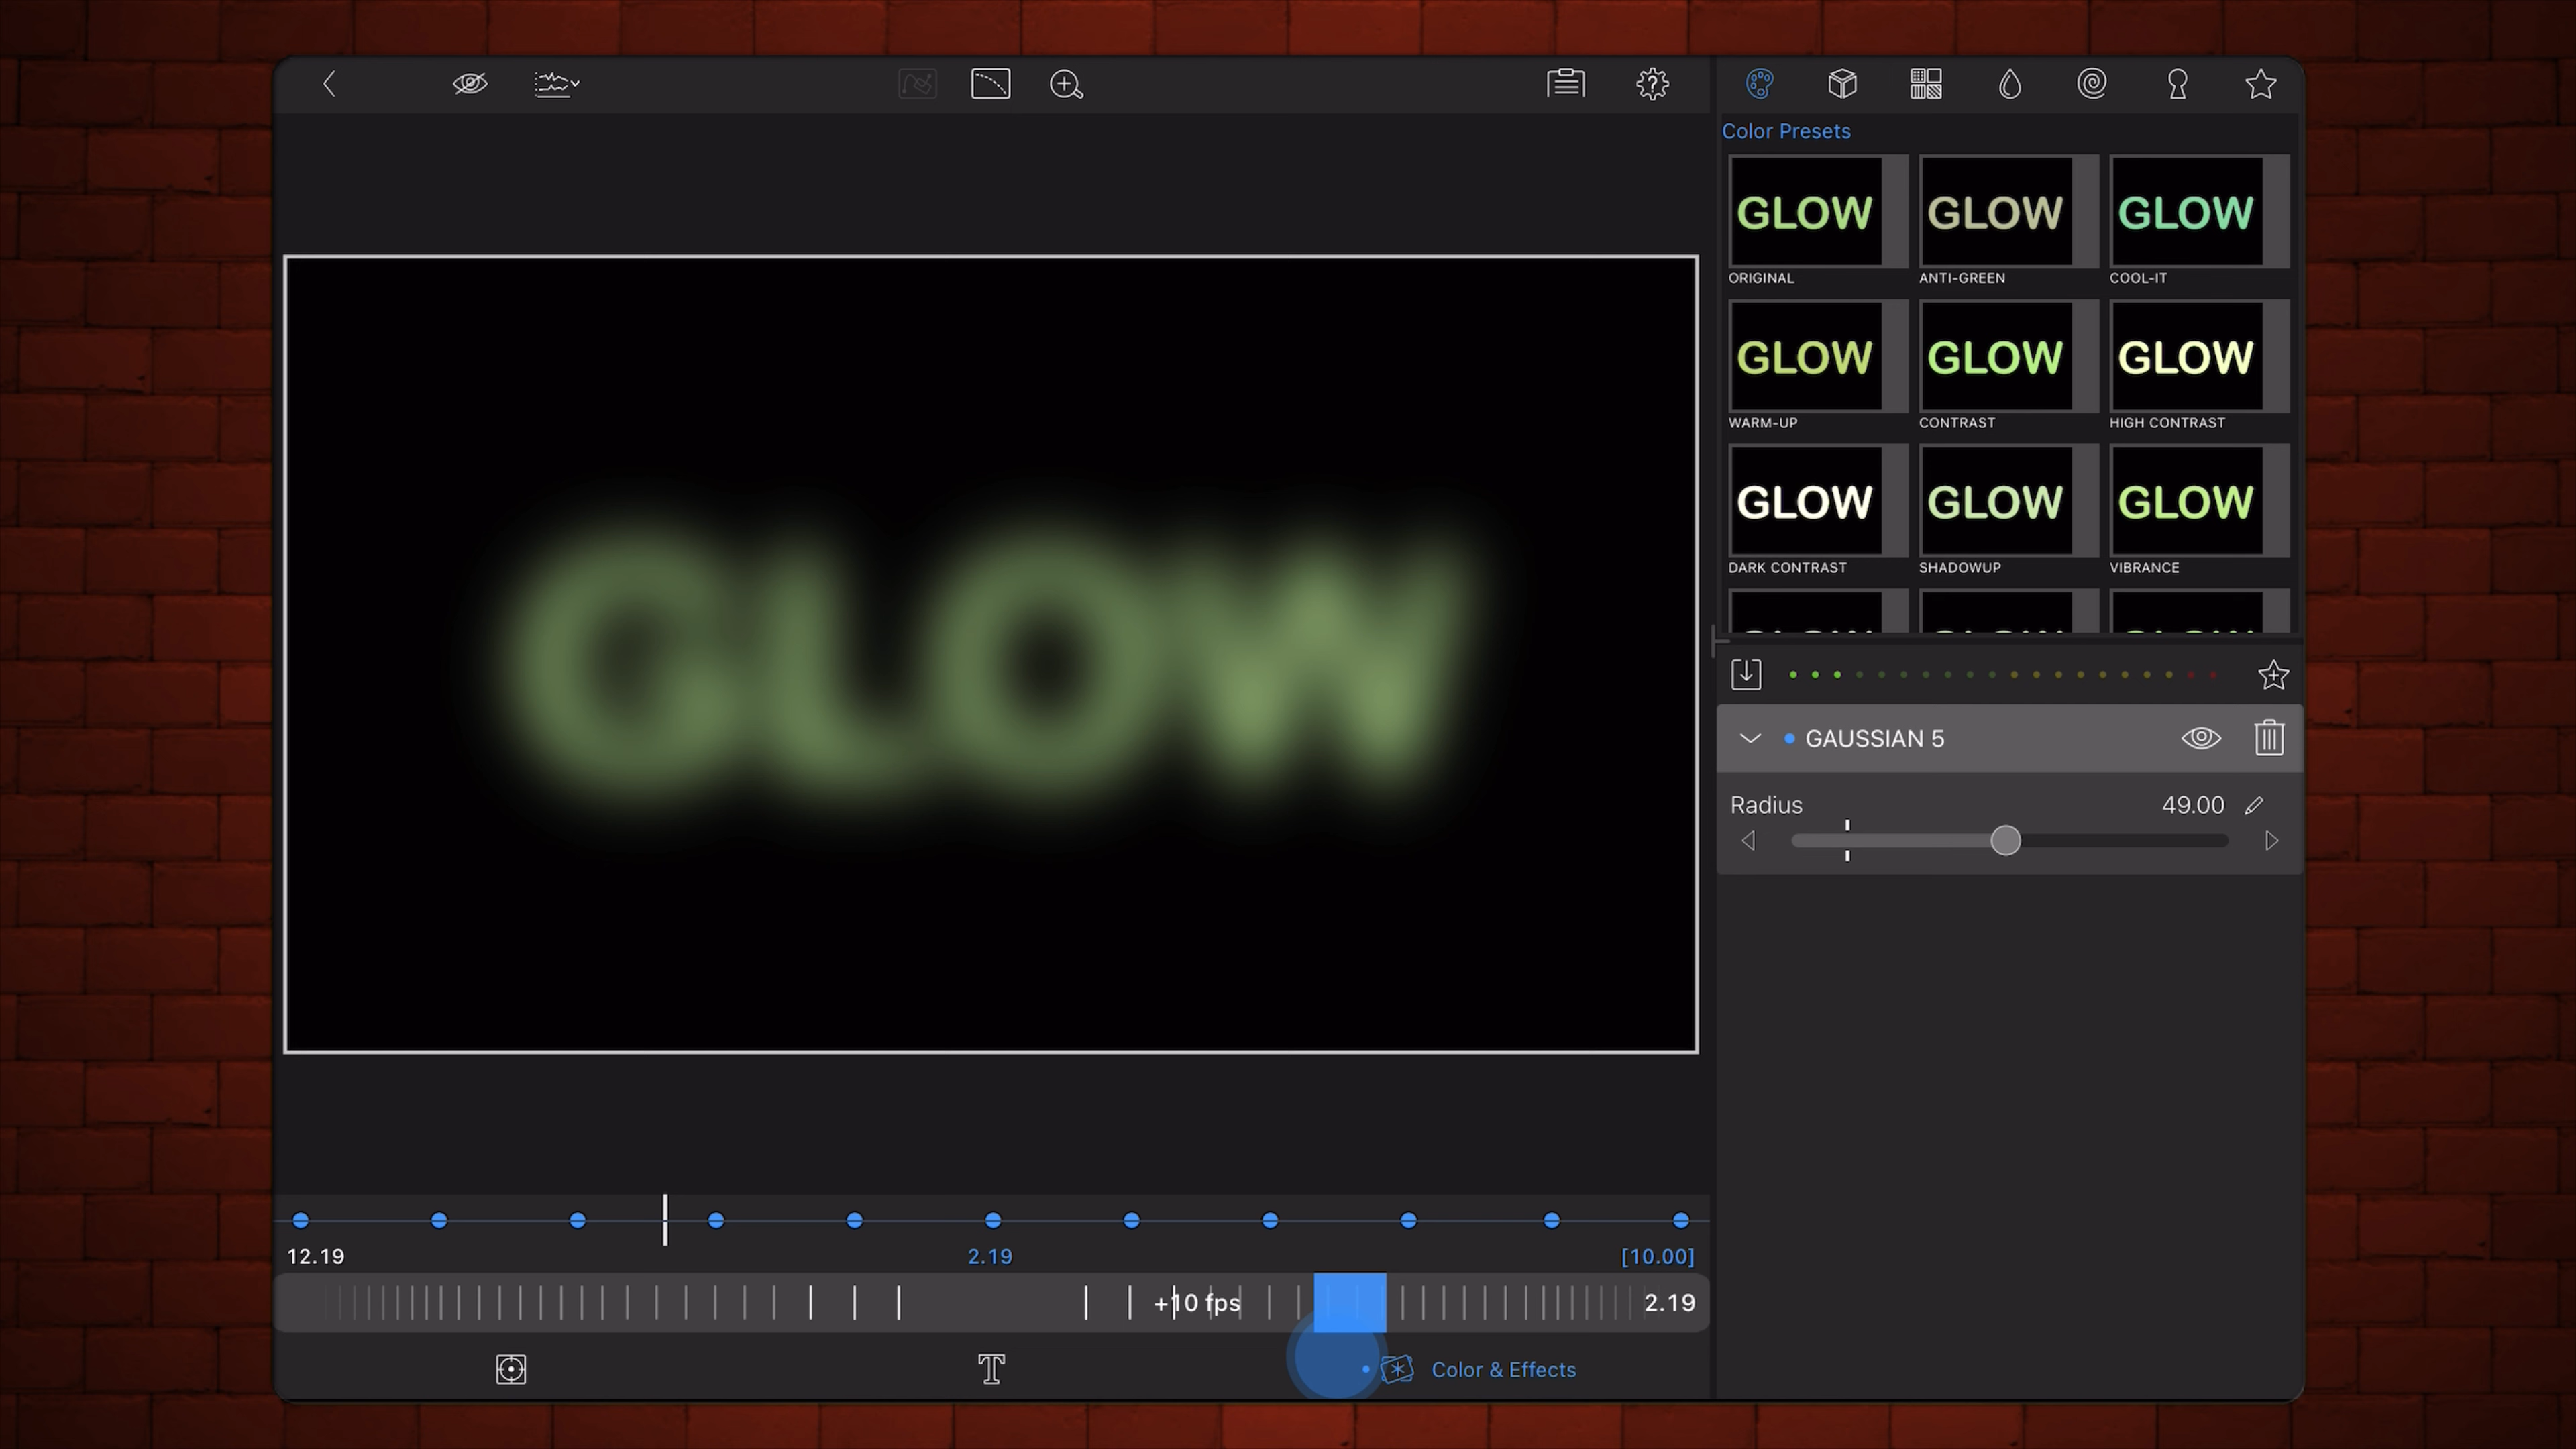 Color Presets
GLOW GLOW GLOW
ORIGINAL ANTI-GREEN COOL-IT
GLOW GLOW GLOW
WARM-UP CONTRAST HIGH CONTRAST
GLOW GLOW GLOW
DARK CONTRAST SHADOWUP VIBRANCE
GLOW
GAUSSIAN 5
Radius 49.00
12.19 2.19 [10.00]
+10 fps 2.19
Color & Effects